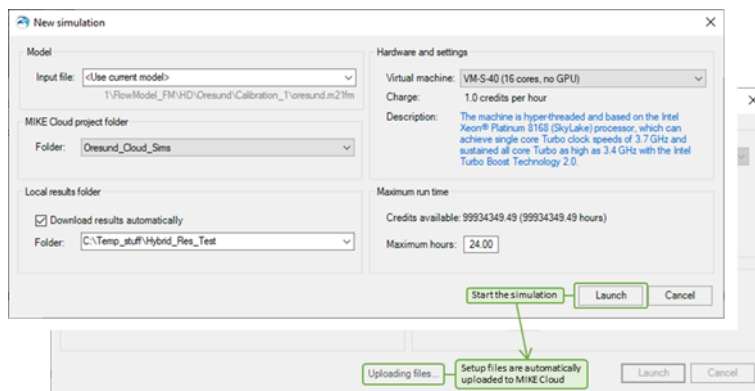 New simulation
Model
Input file: <Use current model>
1\FlowModel_FM\HD\Oresund\Calibration_1\oresund.m21fm
MIKE Cloud project folder
Folder: Oresund_Cloud_Sims
Local results folder
Download results automatically
Folder: C:\Temp_stuff\Hybrid_Res_Test
Hardware and settings
Virtual machine: VM-S-40 (16 cores, no GPU)
Charge: 1.0 credits per hour
Description: The machine is hyper-threaded and based on the Intel
Xeon® Platinum 8168 (SkyLake) processor, which can
achieve single core Turbo clock speeds of 3.7 GHz and
sustained all core Turbo as high as 3.4 GHz with the Intel
Turbo Boost Technology 2.0.
Maximum run time
Credits available: 99934349.49 (99934349.49 hours)
Maximum hours: 24.00
Start the simulation
Launch
Cancel
Uploading files...
Setup files are automatically
uploaded to MIKE Cloud
Launch
Cancel